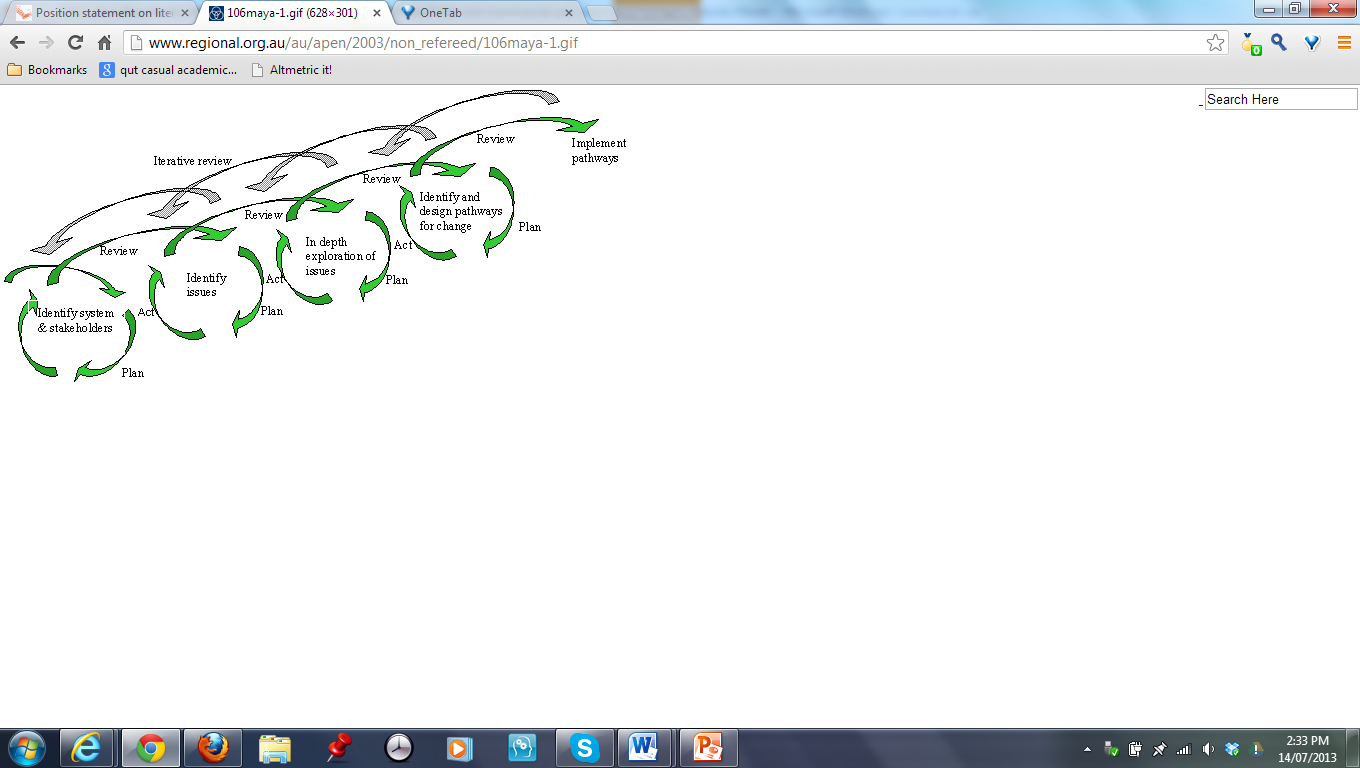 Position statement on lite
106maya-1.gif (628×301)
OneTab
www.regional.org.au/au/apen/2003/non_refereed/106maya-1.gif
0
Bookmarks
qut casual academic...
Altmetric it!
Search Here
Review
Implement
pathways
Iterative review
Review
Identify and
design pathways
for change
Plan
Review
In depth
exploration of
issues
Act
Plan
Review
Identify
issues
Act
Plan
Identify system
& stakeholders
Act
Plan
2:33 PM
14/07/2013